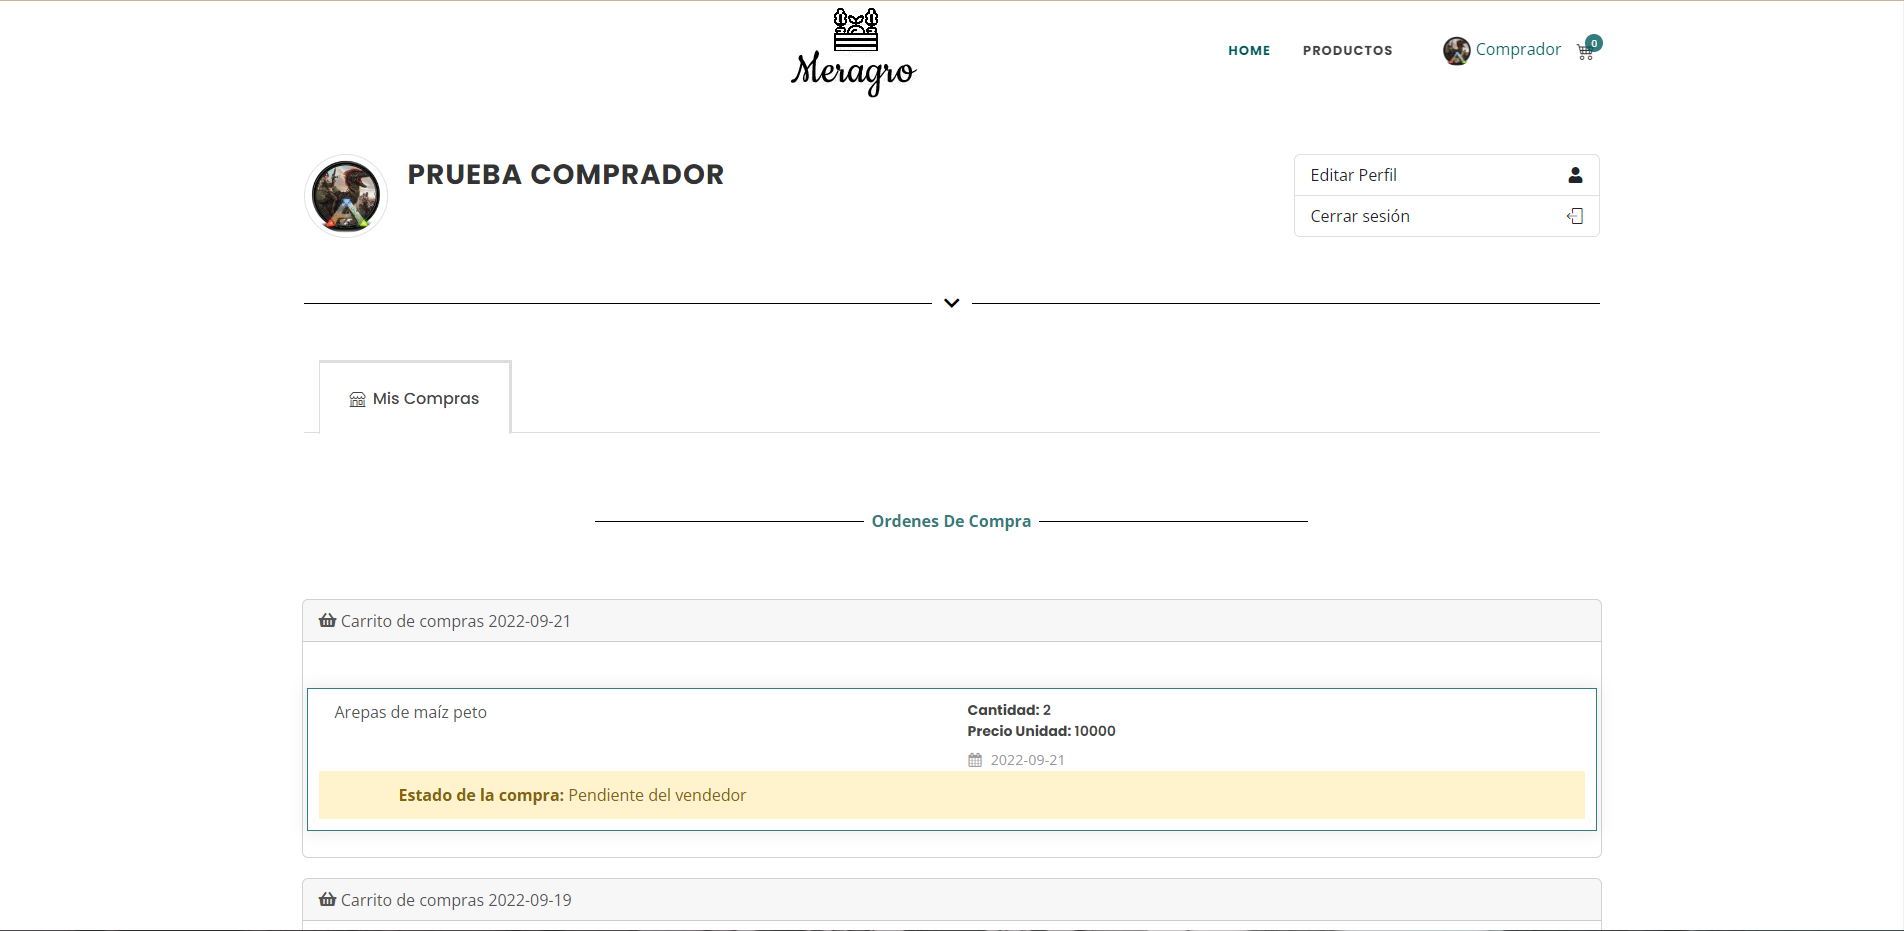 Meragro
HOME PRODUCTOS Comprador 0
PRUEBA COMPRADOR
Editar Perfil
Cerrar sesión
Mis Compras
Ordenes De Compra
Carrito de compras 2022-09-21
Arepas de maíz peto
Cantidad: 2
Precio Unidad: 10000
2022-09-21
Estado de la compra: Pendiente del vendedor
Carrito de compras 2022-09-19